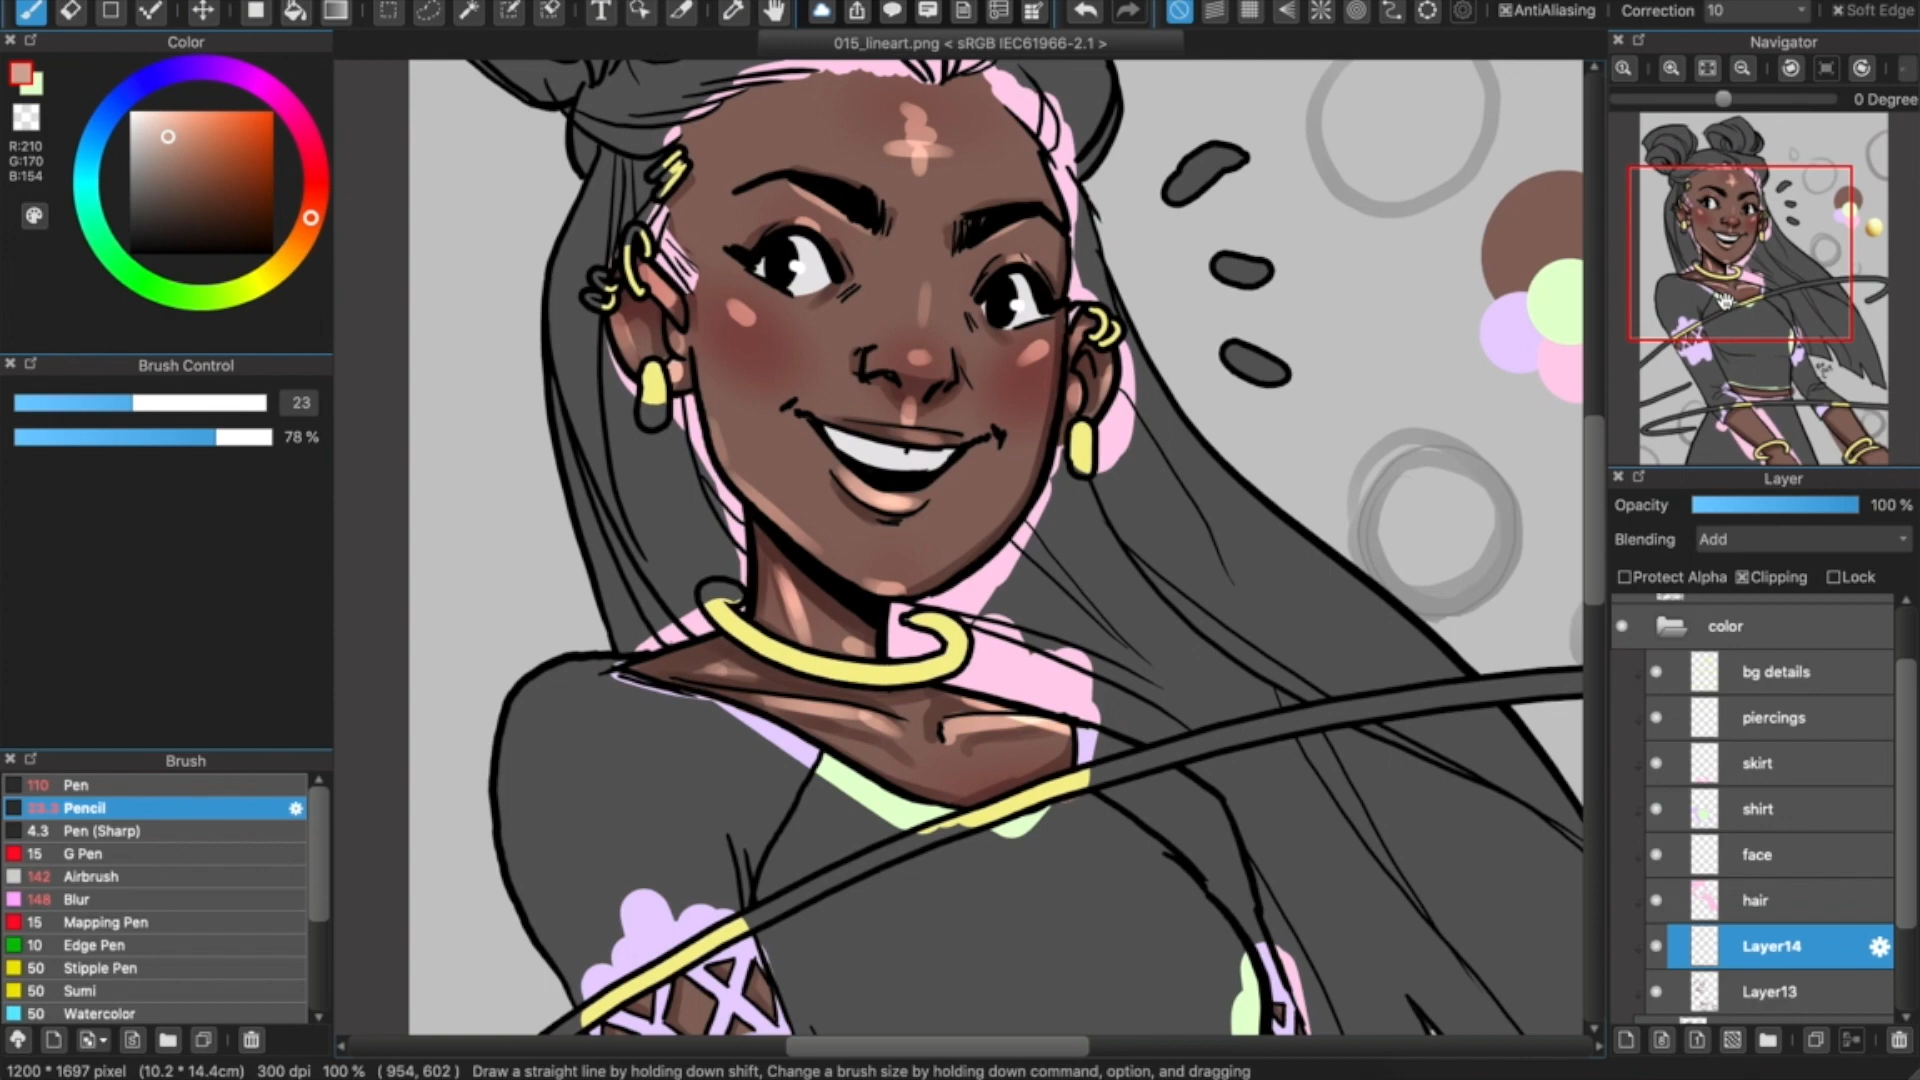 AntiAliasing
Correction 10
Soft Edge
Color
015_lineart.png < sRGB IEC61966-2.1 >
Navigator
0 Degree
R:210
G:170
B:154
Brush Control
23
78 %
Layer
Opacity 100 %
Blending Add
Protect Alpha Clipping Lock
color
bg details
piercings
skirt
shirt
face
hair
Layer14
Layer13
Brush
110 Pen
Pencil
4.3 Pen (Sharp)
15 G Pen
142 Airbrush
148 Blur
15 Mapping Pen
10 Edge Pen
50 Stipple Pen
50 Sumi
50 Watercolor
1200 * 1697 pixel (10.2 * 14.4cm) 300 dpi 100 % ( 954, 602 ) Draw a straight line by holding down shift, Change a brush size by holding down command, option, and dragging